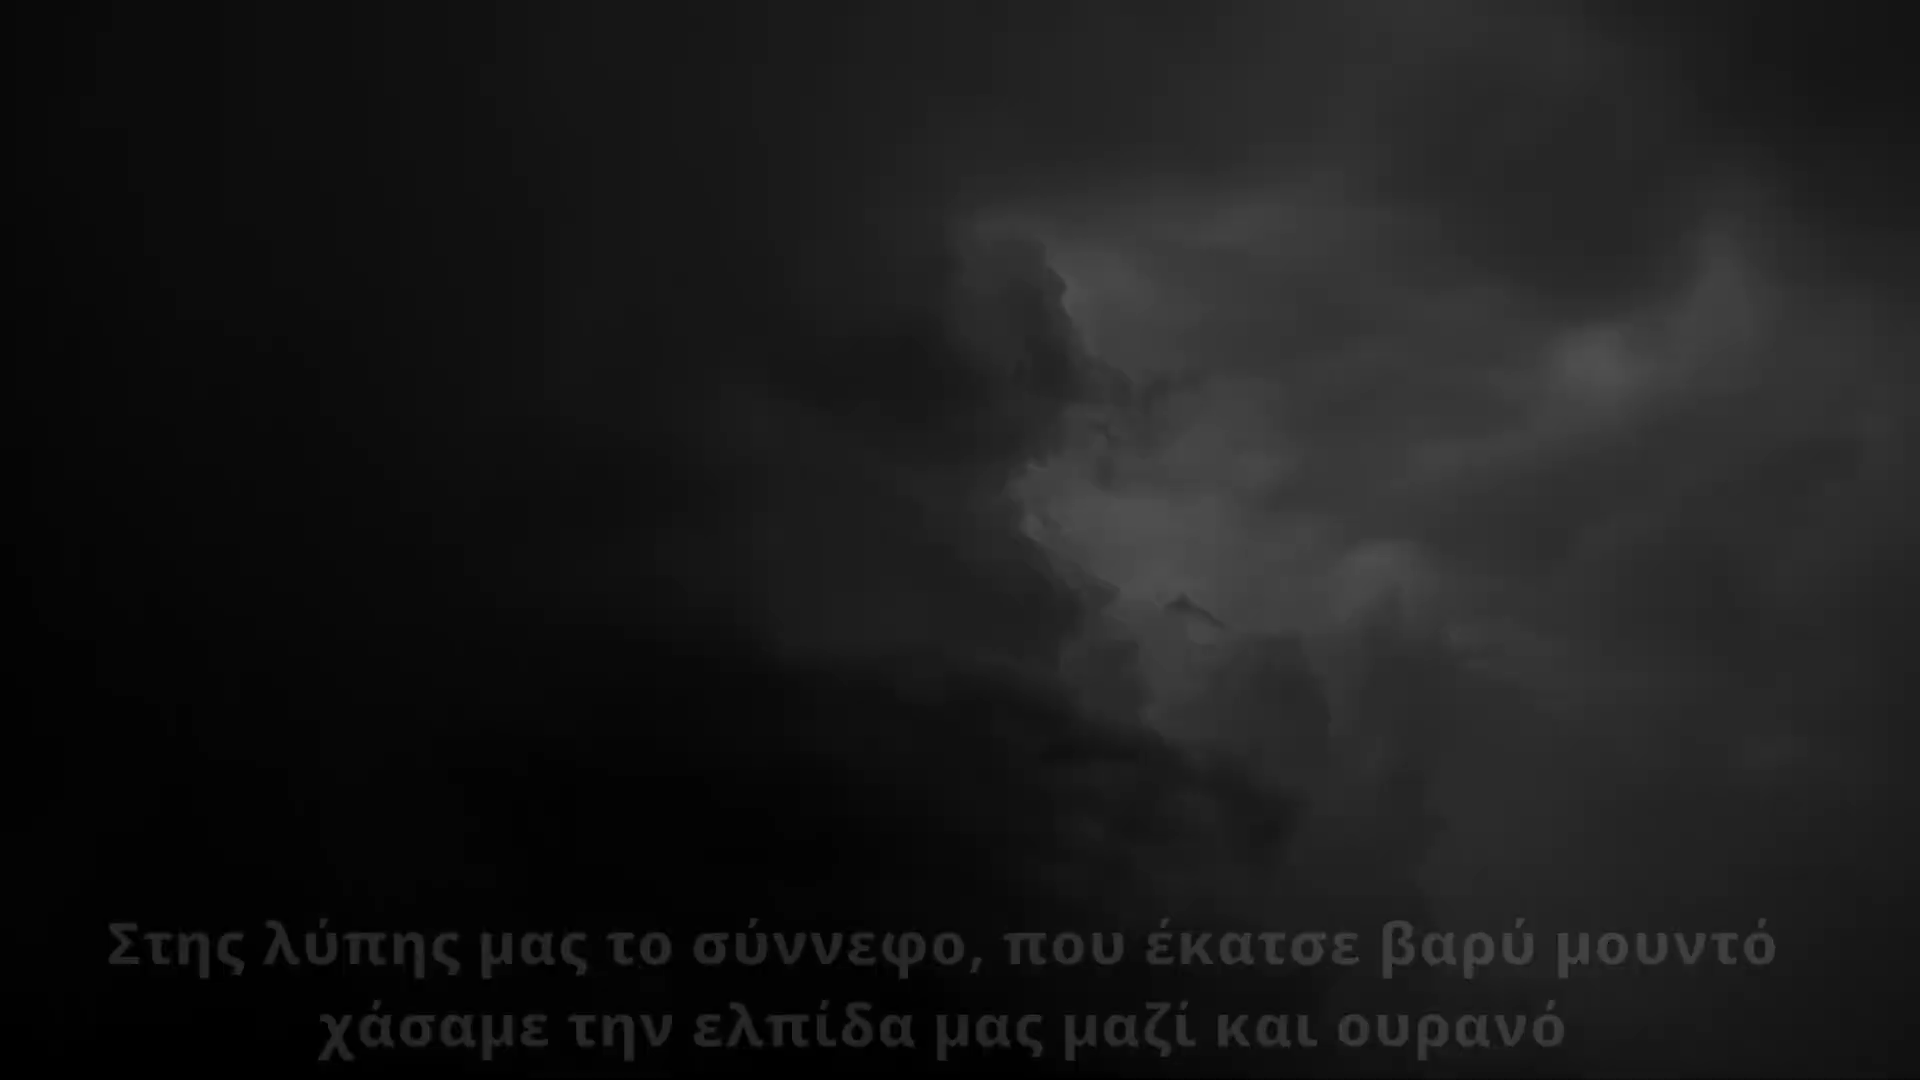 Στης λύπης μας το σύννεφο, που έκατσε βαρύ μουντό
χάσαμε την ελπίδα μας μαζί και ουρανό